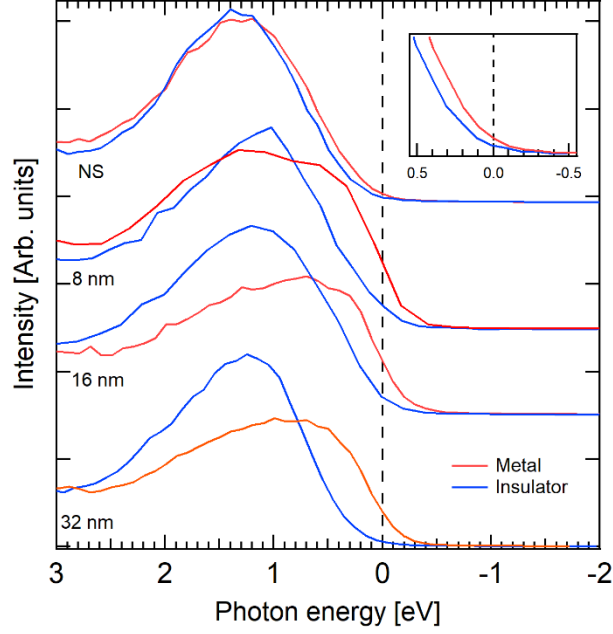 0.5 0.0 -0.5
NS
8 nm
16 nm
32 nm
Metal
Insulator
Intensity [Arb. units]
3 2 1 0 -1 -2
Photon energy [eV]